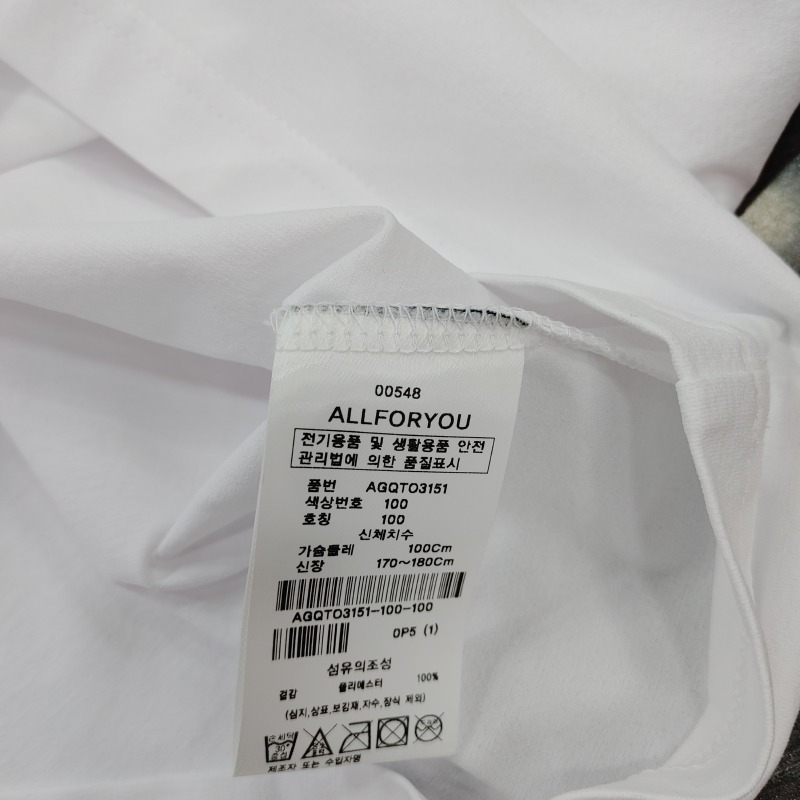 00548
ALLFORYOU
전기용품 및 생활용품 안전
관리법에 의한 품질표시
품번 AGQTO3151
색상번호 100
호칭 100
신체치수
가슴둘레 100Cm
신장 170~180Cm
AGQTO3151-100-100
OP5 (1)
섬유의조성
겉감 폴리에스터 100%
(심지,상표,보강재,자수,장식 제외)
제조자 또는 수입자명